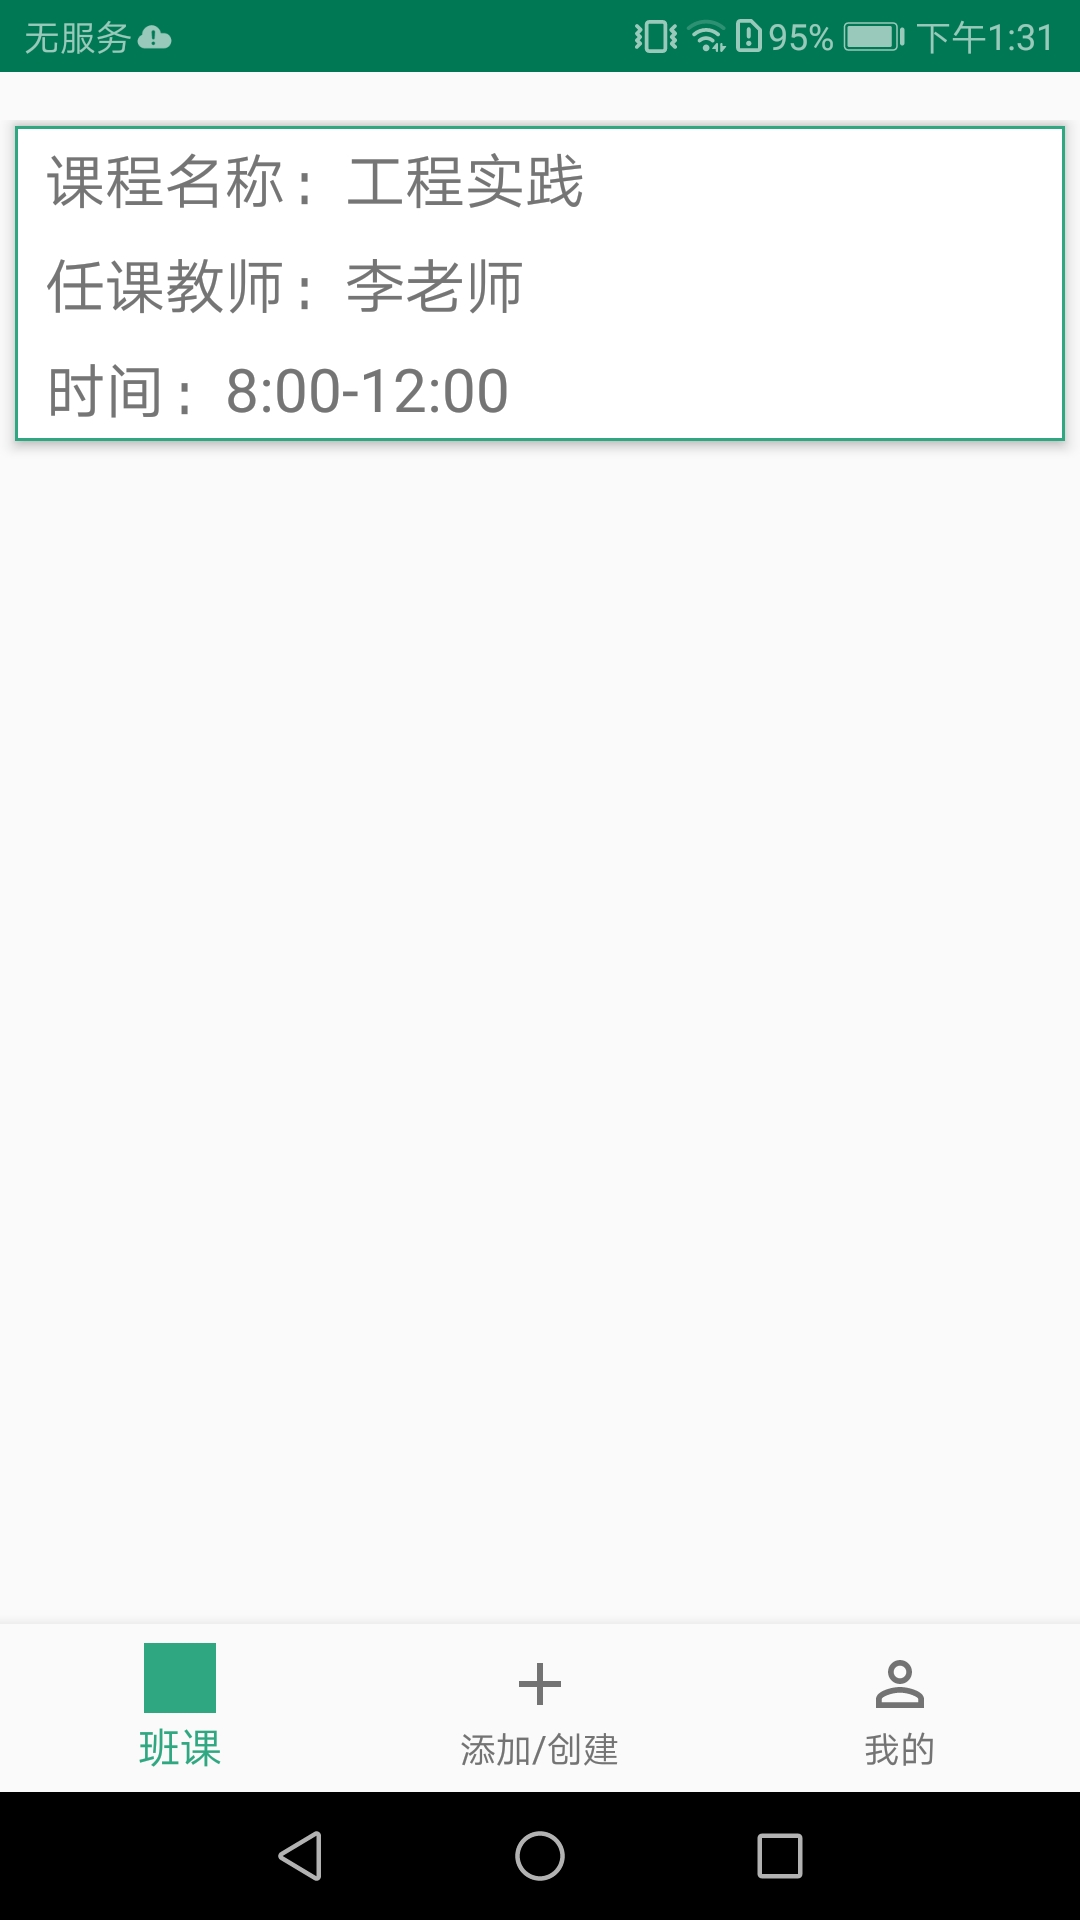 无服务 95% 下午1:31
课程名称：工程实践
任课教师：李老师
时间：8:00-12:00
班课 添加/创建 我的